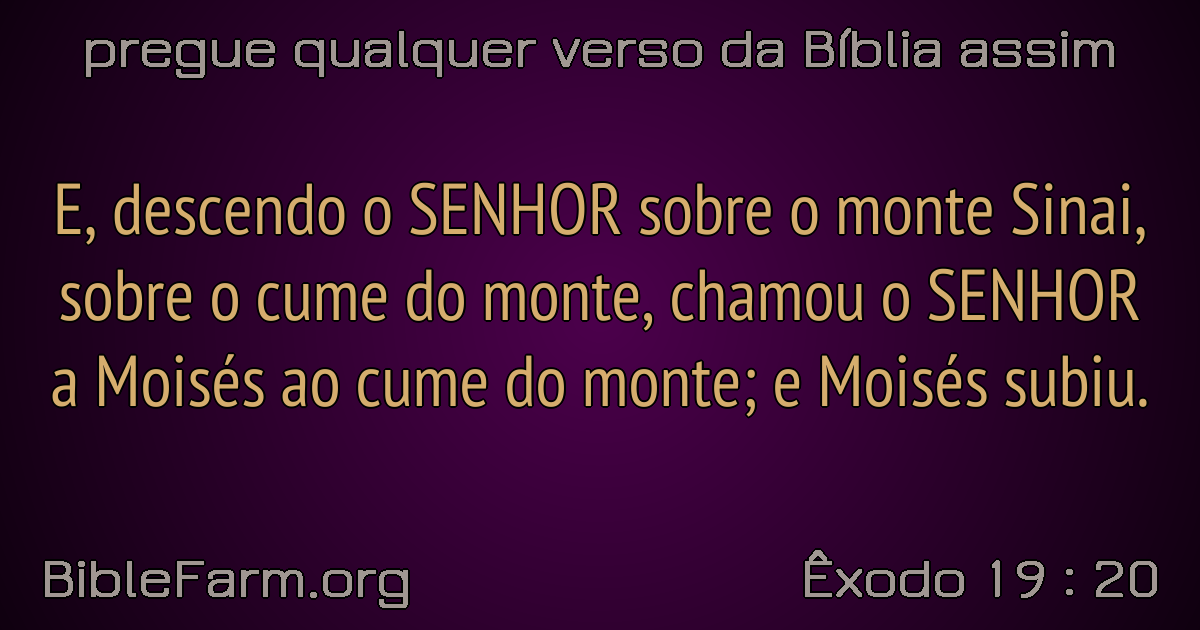 pregue qualquer verso da Bíblia assim
E, descendo o SENHOR sobre o monte Sinai,
sobre o cume do monte, chamou o SENHOR
a Moisés ao cume do monte; e Moisés subiu.
BibleFarm.org
Êxodo 19 : 20